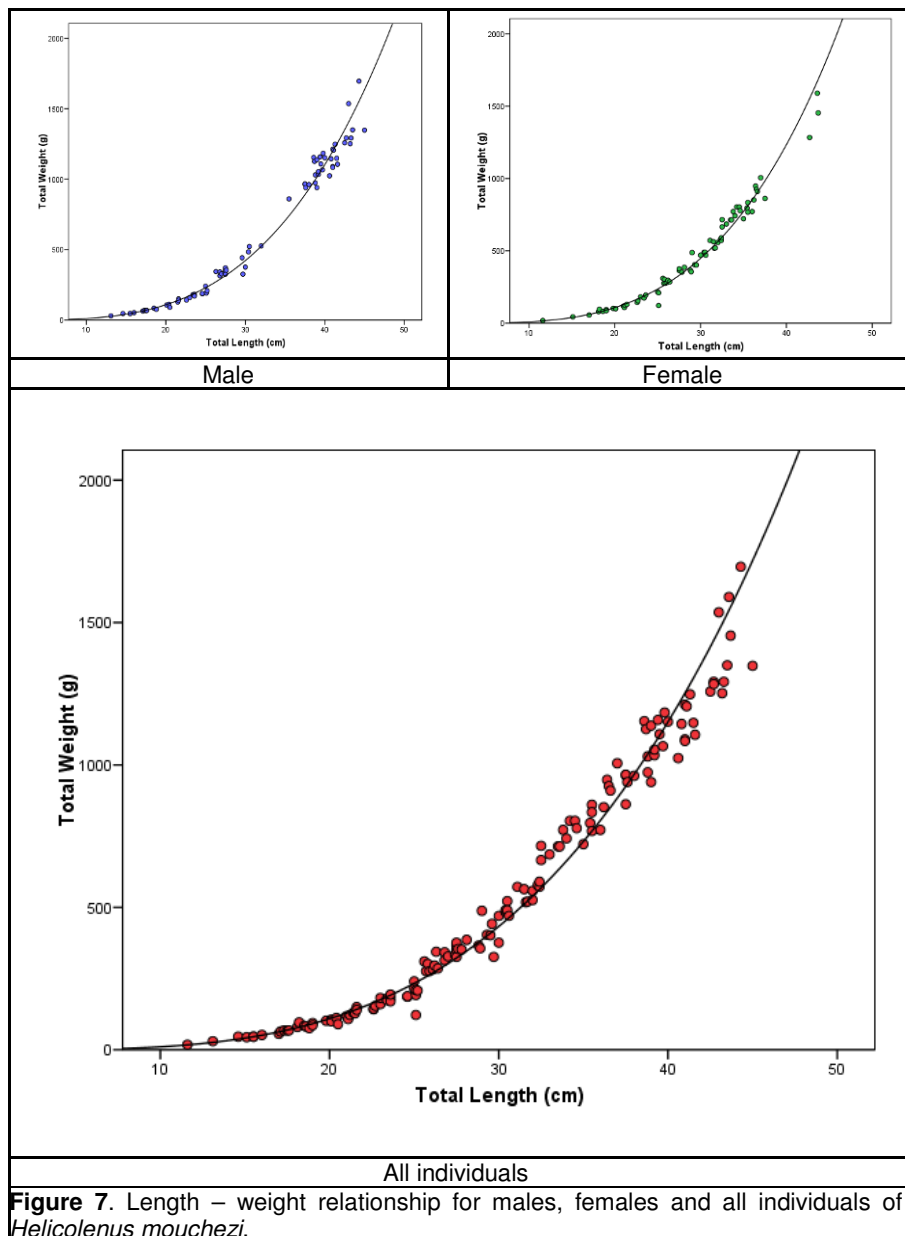 2000
1500
1000
500
0
Total Weight (g)
10 20 30 40 50
Total Length (cm)
Male
2000
1500
1000
500
0
Total Weight (g)
10 20 30 40 50
Total Length (cm)
Female
2000
1500
1000
500
0
Total Weight (g)
10 20 30 40 50
Total Length (cm)
All individuals
Figure 7. Length – weight relationship for males, females and all individuals of
Helicolenus mouchezi.